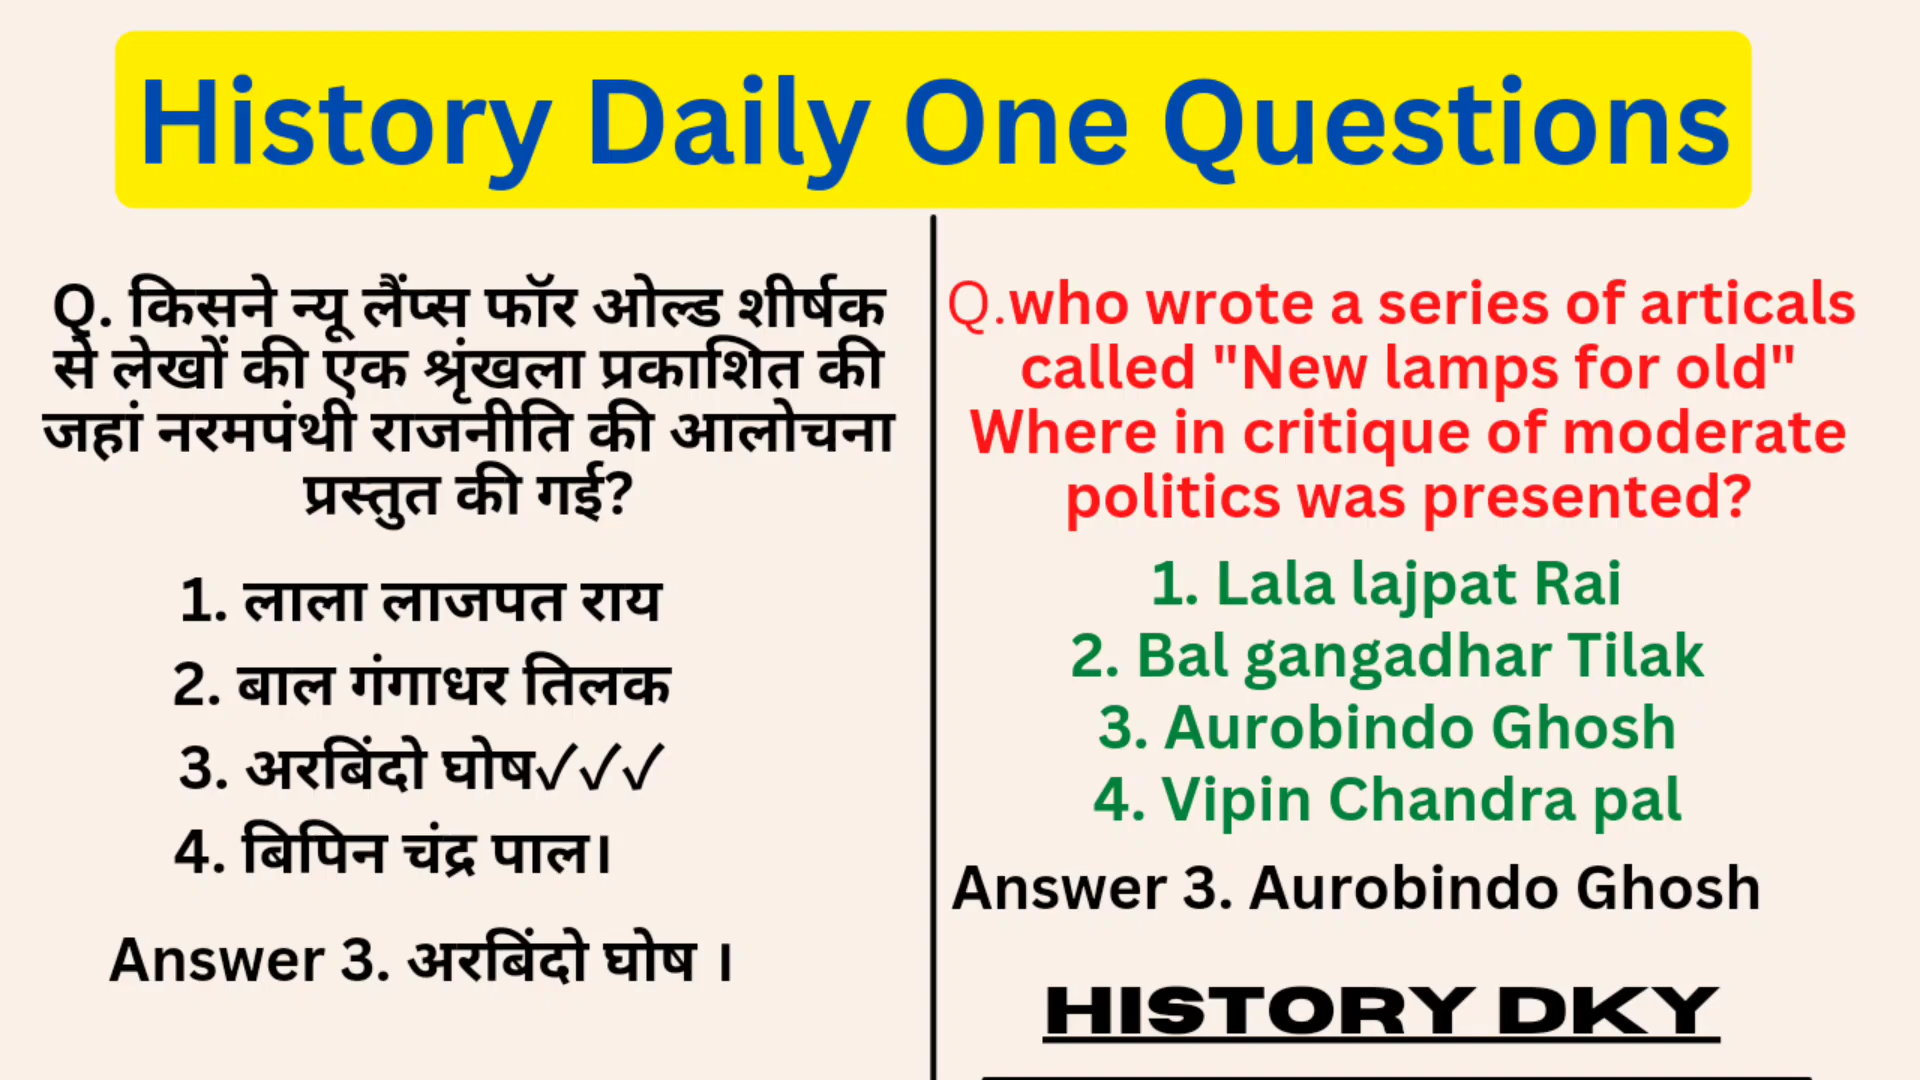 History Daily One Questions
Q. किसने न्यू लैंप्स फॉर ओल्ड शीर्षक
से लेखों की एक श्रृंखला प्रकाशित की
जहां नरमपंथी राजनीति की आलोचना
प्रस्तुत की गई?
1. लाला लाजपत राय
2. बाल गंगाधर तिलक
3. अरबिंदो घोष✓✓✓
4. बिपिन चंद्र पाल।
Answer 3. अरबिंदो घोष ।
Q.who wrote a series of articals
called "New lamps for old"
Where in critique of moderate
politics was presented?
1. Lala lajpat Rai
2. Bal gangadhar Tilak
3. Aurobindo Ghosh
4. Vipin Chandra pal
Answer 3. Aurobindo Ghosh
HISTORY DKY